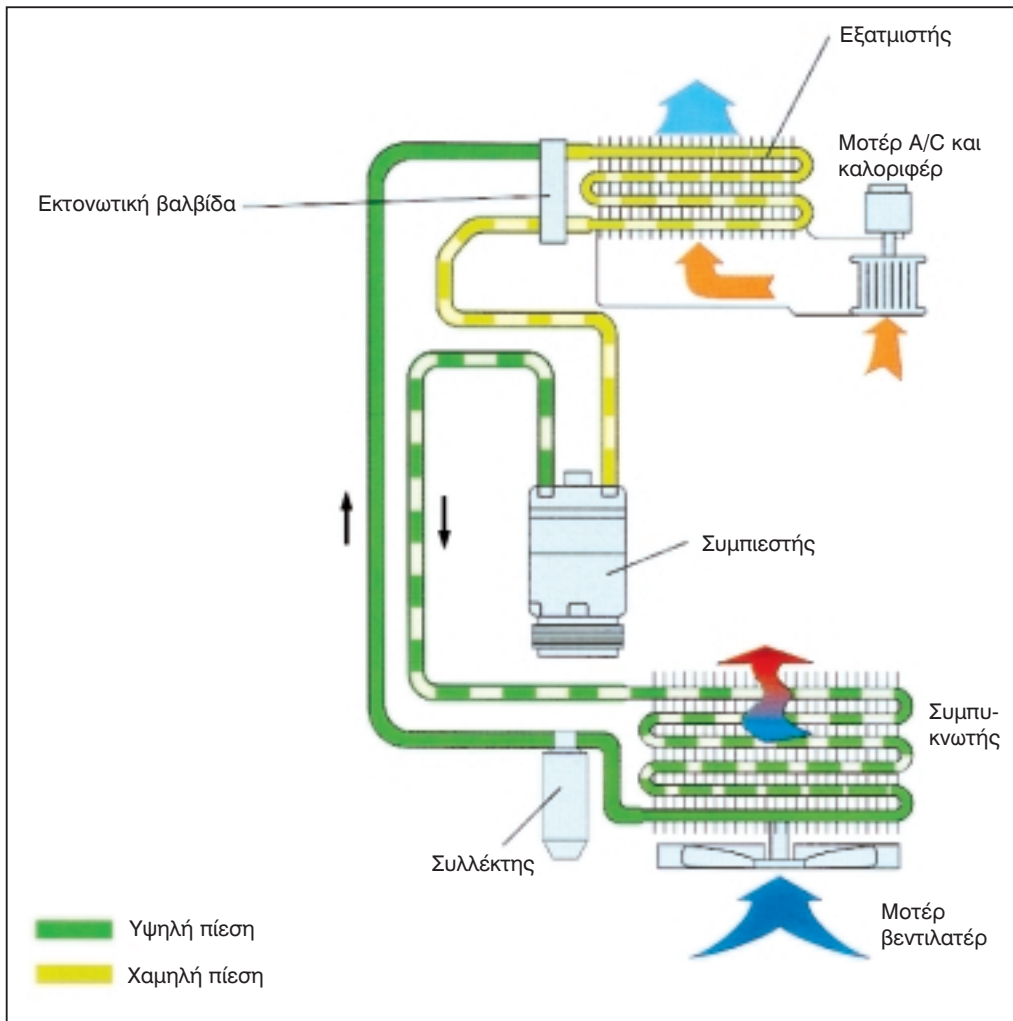 Εξατμιστής
Μοτέρ A/C και
καλοριφέρ
Εκτονωτική βαλβίδα
Συμπιεστής
Συμπυ-
κνωτής
Συλλέκτης
Μοτέρ
βεντιλατέρ
Υψηλή πίεση
Χαμηλή πίεση